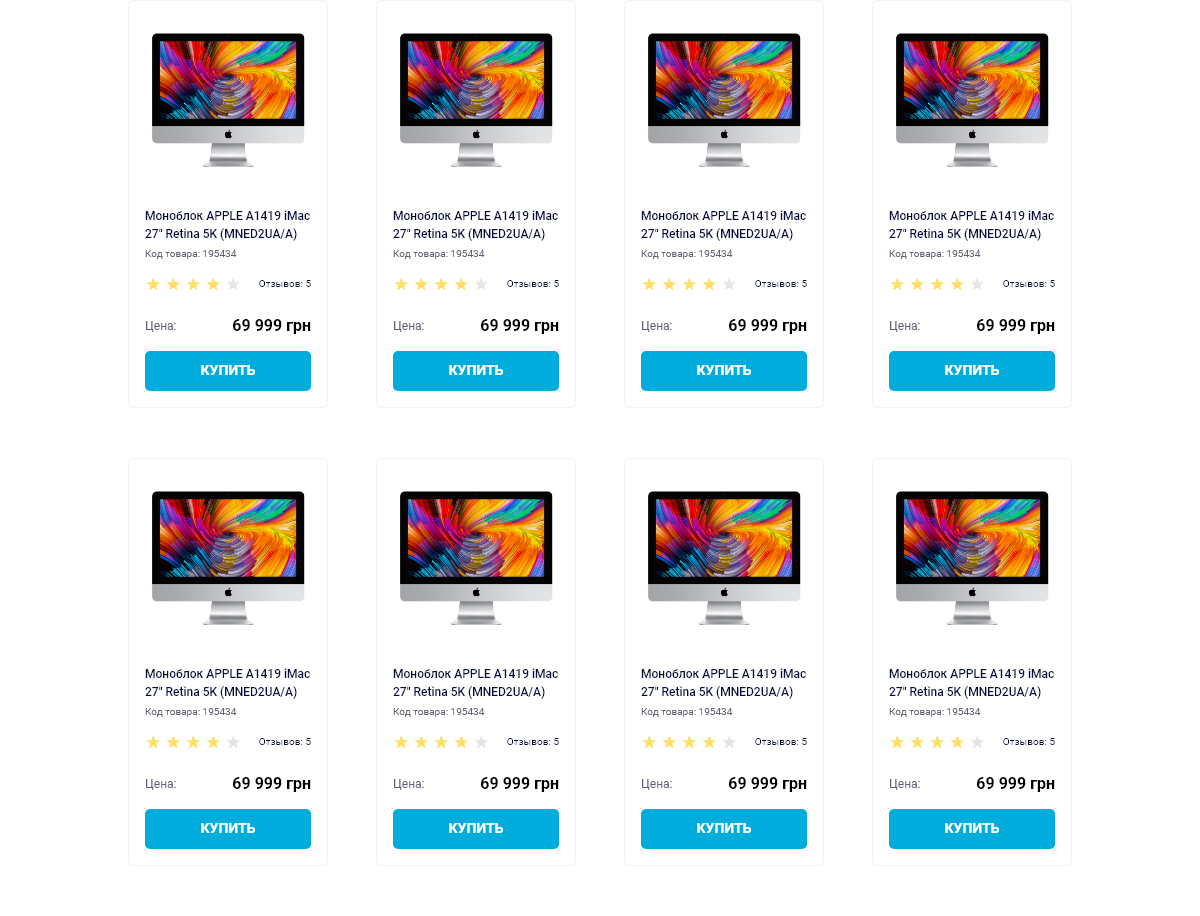 Моноблок APPLE A1419 iMac
27" Retina 5K (MNED2UA/A)
Код товара: 195434
Отзывов: 5
Цена: 69 999 грн
КУПИТЬ
Моноблок APPLE A1419 iMac
27" Retina 5K (MNED2UA/A)
Код товара: 195434
Отзывов: 5
Цена: 69 999 грн
КУПИТЬ
Моноблок APPLE A1419 iMac
27" Retina 5K (MNED2UA/A)
Код товара: 195434
Отзывов: 5
Цена: 69 999 грн
КУПИТЬ
Моноблок APPLE A1419 iMac
27" Retina 5K (MNED2UA/A)
Код товара: 195434
Отзывов: 5
Цена: 69 999 грн
КУПИТЬ
Моноблок APPLE A1419 iMac
27" Retina 5K (MNED2UA/A)
Код товара: 195434
Отзывов: 5
Цена: 69 999 грн
КУПИТЬ
Моноблок APPLE A1419 iMac
27" Retina 5K (MNED2UA/A)
Код товара: 195434
Отзывов: 5
Цена: 69 999 грн
КУПИТЬ
Моноблок APPLE A1419 iMac
27" Retina 5K (MNED2UA/A)
Код товара: 195434
Отзывов: 5
Цена: 69 999 грн
КУПИТЬ
Моноблок APPLE A1419 iMac
27" Retina 5K (MNED2UA/A)
Код товара: 195434
Отзывов: 5
Цена: 69 999 грн
КУПИТЬ